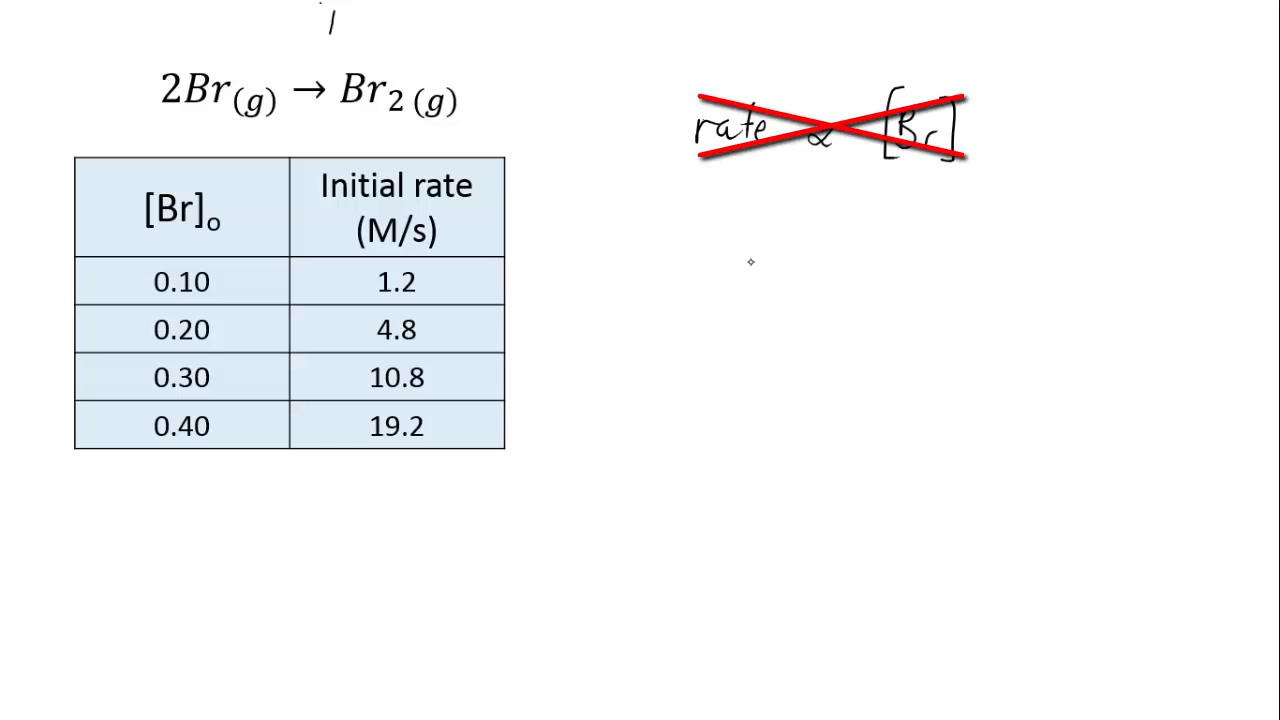 2Br(g) → Br2 (g)
rate ∝ [Br]
[Br]o Initial rate (M/s)
0.10 1.2
0.20 4.8
0.30 10.8
0.40 19.2